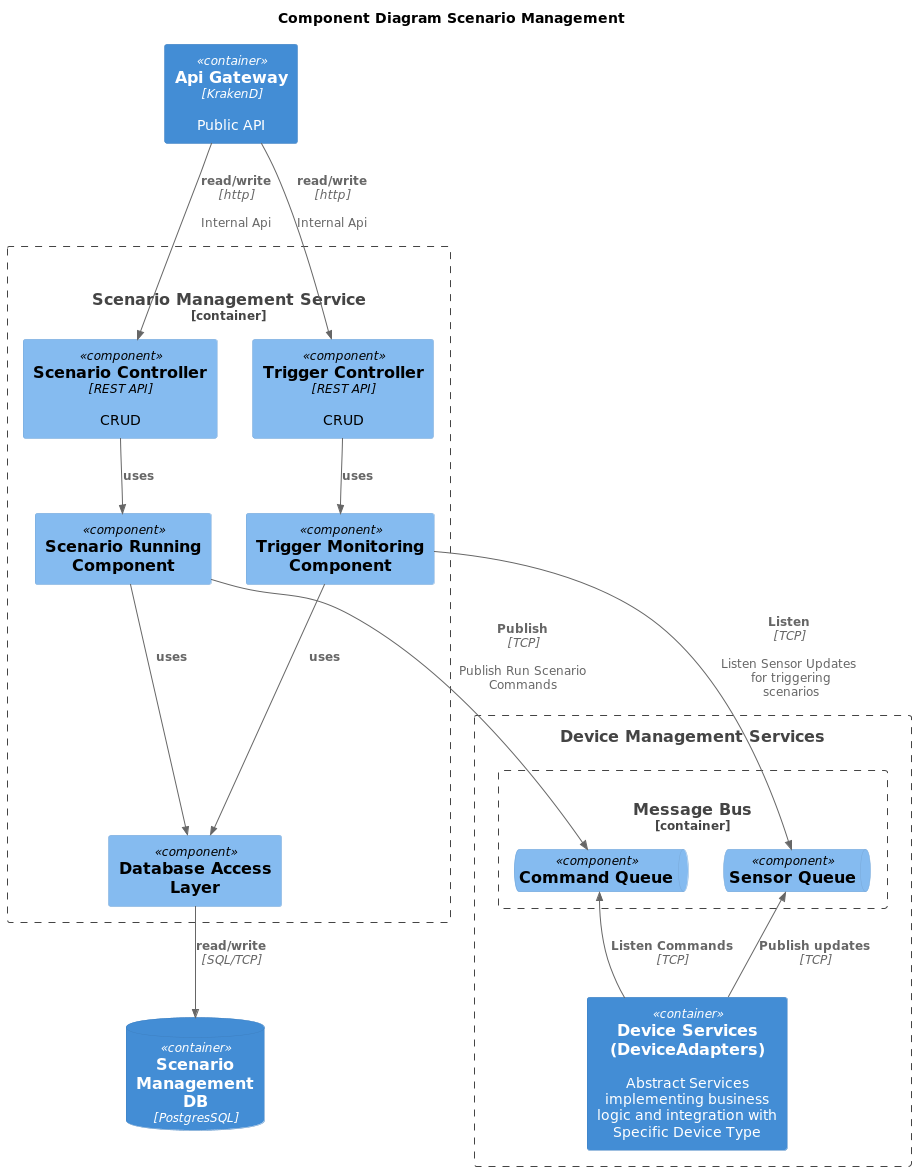 Component Diagram Scenario Management
«container»
Api Gateway
[KrakenD]
Public API
read/write
[http]
Internal Api
read/write
[http]
Internal Api
Scenario Management Service
[container]
«component»
Scenario Controller
[REST API]
CRUD
«component»
Trigger Controller
[REST API]
CRUD
uses
uses
«component»
Scenario Running
Component
«component»
Trigger Monitoring
Component
uses
uses
Publish
[TCP]
Publish Run Scenario
Commands
Listen
[TCP]
Listen Sensor Updates
for triggering
scenarios
Device Management Services
Message Bus
[container]
«component»
Command Queue
«component»
Sensor Queue
«component»
Database Access
Layer
read/write
[SQL/TCP]
Listen Commands
[TCP]
Publish updates
[TCP]
«container»
Scenario
Management
DB
[PostgresSQL]
«container»
Device Services
(DeviceAdapters)
Abstract Services
implementing business
logic and integration with
Specific Device Type